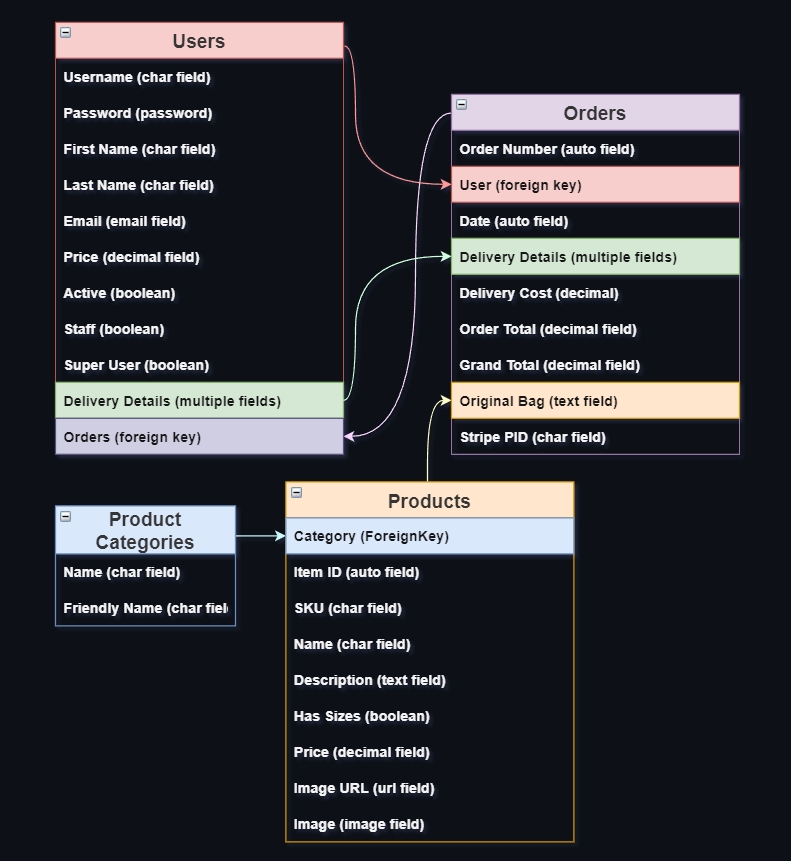 Users
Username (char field)
Password (password)
First Name (char field)
Last Name (char field)
Email (email field)
Price (decimal field)
Active (boolean)
Staff (boolean)
Super User (boolean)
Delivery Details (multiple fields)
Orders (foreign key)
Orders
Order Number (auto field)
User (foreign key)
Date (auto field)
Delivery Details (multiple fields)
Delivery Cost (decimal)
Order Total (decimal field)
Grand Total (decimal field)
Original Bag (text field)
Stripe PID (char field)
Product
Categories
Name (char field)
Friendly Name (char fiel
Products
Category (ForeignKey)
Item ID (auto field)
SKU (char field)
Name (char field)
Description (text field)
Has Sizes (boolean)
Price (decimal field)
Image URL (url field)
Image (image field)